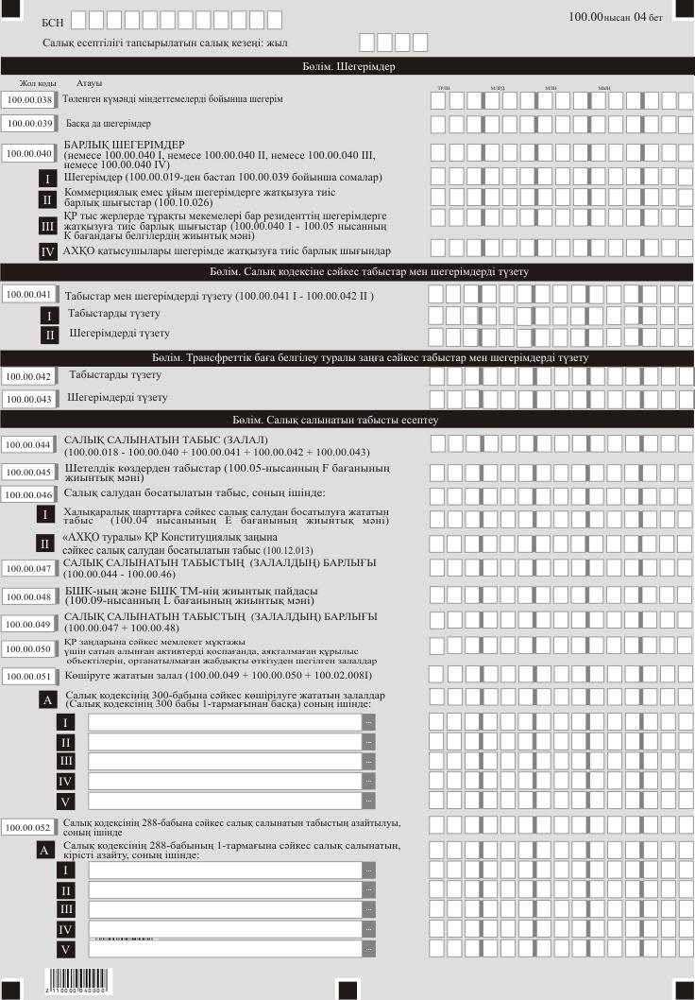 БСН
100.00нысан 04 бет
Салық есептілігі тапсырылатын салық кезеңі: жыл
Бөлім. Шегерімдер
Жол коды Атауы
трлн. млрд. млн. мың
100.00.038 Төленген күмәнді міндеттемелерді бойынша шегерім
100.00.039 Басқа да шегерімдер
100.00.040 БАРЛЫҚ ШЕГЕРІМДЕР
(немесе 100.00.040 I, немесе 100.00.040 II, немесе 100.00.040 III,
немесе 100.00.040 IV)
I Шегерімдер (100.00.019-ден бастап 100.00.039 бойынша сомалар)
II Коммерциялық емес ұйым шегерімдерге жатқызуға тиіс
барлық шығыстар (100.10.026)
III ҚР тыс жерлерде тұрақты мекемелері бар резиденттің шегерімдерге
жатқызуға тиіс барлық шығыстар (100.00.040 I - 100.05 нысанның
К бағандағы белгілердің жиынтық мәні)
IV АХҚО қатысушылары шегерімде жатқызуға тиіс барлық шығындар
Бөлім. Салық кодексіне сәйкес табыстар мен шегерімдерді түзету
100.00.041 Табыстар мен шегерімдерді түзету (100.00.041 I - 100.00.042 II )
I Табыстарды түзету
II Шегерімдерді түзету
Бөлім. Трансфреттік баға белгілеу туралы заңға сәйкес табыстар мен шегерімдерді түзету
100.00.042 Табыстарды түзету
100.00.043 Шегерімдерді түзету
Бөлім. Салық салынатын табысты есептеу
100.00.044 САЛЫҚ САЛЫНАТЫН ТАБЫС (ЗАЛАЛ)
(100.00.018 - 100.00.040 + 100.00.041 + 100.00.042 + 100.00.043)
100.00.045 Шетелдік көздерден табыстар (100.05-нысанның F бағанының
жиынтық мәні)
100.00.046 Салық салудан босатылатын табыс, соның ішінде:
I Халықаралық шарттарға сәйкес салық салудан босатылуға жататын
табыс (100.04 нысанының Е бағанының жиынтық мәні)
II «АХҚО туралы» ҚР Конституциялық заңына
сәйкес салық салудан босатылатын табыс (100.12.013)
100.00.047 САЛЫҚ САЛЫНАТЫН ТАБЫСТЫҢ (ЗАЛАЛДЫҢ) БАРЛЫҒЫ
(100.00.044 - 100.00.46)
100.00.048 БШК-ның және БШК ТМ-нің жиынтық пайдасы
(100.09-нысанның L бағанының жиынтық мәні)
100.00.049 САЛЫҚ САЛЫНАТЫН ТАБЫСТЫҢ (ЗАЛАЛДЫҢ) БАРЛЫҒЫ
(100.00.047 + 100.00.48)
100.00.050 ҚР заңдарына сәйкес мемлекет мұқтажы
үшін сатып алынған активтерді қоспағанда, аяқталмаған құрылыс
объектілерін, ортанатылмаған жабдықты өткізуден шегілген залалдар
100.00.051 Көшіруге жататын залал (100.00.049 + 100.00.050 + 100.02.008I)
А Салық кодексінің 300-бабына сәйкес көшірілуге жататын залалдар
(Салық кодексінің 300 бабы 1-тармағынан басқа) соның ішінде:
I ...
II ...
III ...
IV ...
V ...
100.00.052 Салық кодексінің 288-бабына сәйкес салық салынатын табыстың азайтылуы,
соның ішінде
А Салық кодексінің 288-бабының 1-тармағына сәйкес салық салынатын,
кірісті азайту, соның ішінде:
I ...
II ...
III ...
IV ...
V ...
2 110000 040000